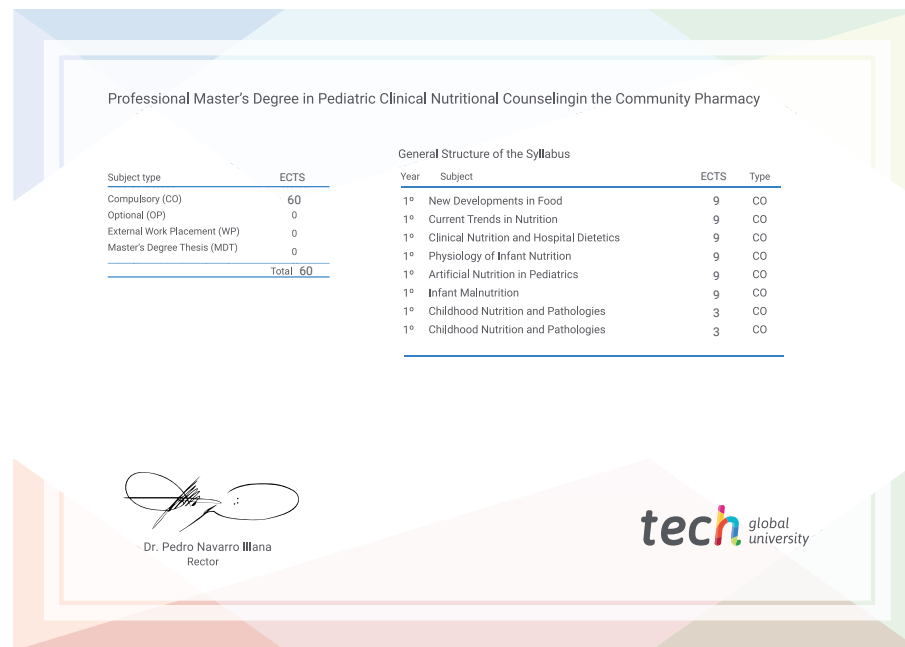 Professional Master's Degree in Pediatric Clinical Nutritional Counselingin the Community Pharmacy
Subject type ECTS
Compulsory (CO) 60
Optional (OP) 0
External Work Placement (WP) 0
Master's Degree Thesis (MDT) 0
Total 60
General Structure of the Syllabus
Year Subject ECTS Type
1º New Developments in Food 9 CO
1º Current Trends in Nutrition 9 CO
1º Clinical Nutrition and Hospital Dietetics 9 CO
1º Physiology of Infant Nutrition 9 CO
1º Artificial Nutrition in Pediatrics 9 CO
1º Infant Malnutrition 9 CO
1º Childhood Nutrition and Pathologies 3 CO
1º Childhood Nutrition and Pathologies 3 CO
Dr. Pedro Navarro Illana
Rector
tech global
university